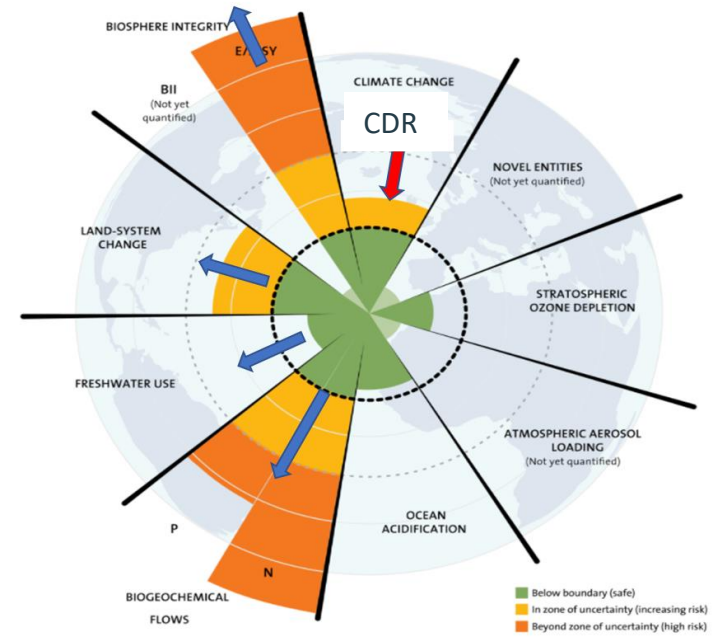 BIOSPHERE INTEGRITY
E/MSY
BII
(Not yet
quantified)
CLIMATE CHANGE
CDR
NOVEL ENTITIES
(Not yet quantified)
LAND-SYSTEM
CHANGE
STRATOSPHERIC
OZONE DEPLETION
FRESHWATER USE
ATMOSPHERIC AEROSOL
LOADING
(Not yet quantified)
OCEAN
ACIDIFICATION
P
N
BIOGEOCHEMICAL
FLOWS
Below boundary (safe)
In zone of uncertainty (increasing risk)
Beyond zone of uncertainty (high risk)